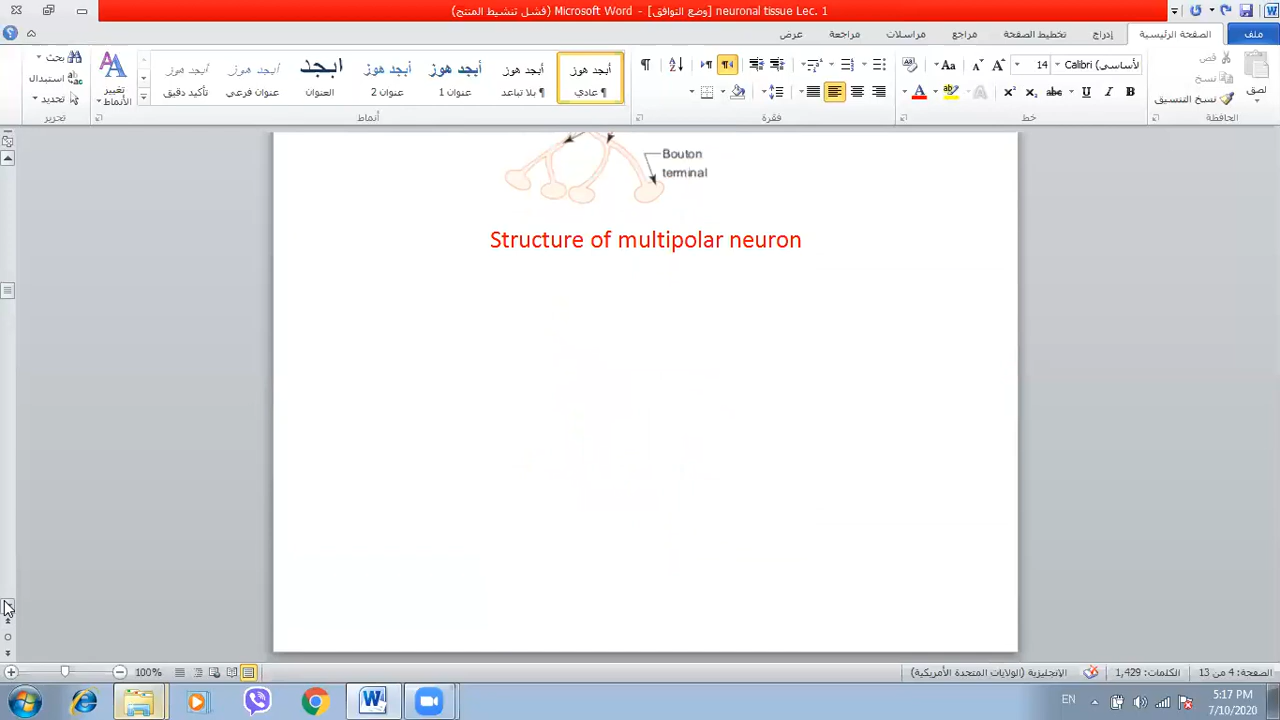 neuronal tissue Lec. 1 [وضع التوافق] - Microsoft Word (فشل تنشيط المنتج)
ملف
الصفحة الرئيسية
إدراج
تخطيط الصفحة
مراجع
مراسلات
مراجعة
عرض
لصق
قص
نسخ
نسخ التنسيق
الحافظة
Calibri (الأساسي)
14
خط
فقرة
أبجد هوز
¶ عادي
أبجد هوز
¶ بلا تباعد
أبجد هوز
عنوان 1
أبجد هوز
عنوان 2
ابجد
العنوان
أبجد هوز
عنوان فرعي
أبجد هوز
تأكيد دقيق
تغيير
الأنماط
أنماط
بحث
استبدال
تحديد
تحرير
Bouton
terminal
Structure of multipolar neuron
الصفحة: 4 من 13
الكلمات: 1,429
الإنجليزية (الولايات المتحدة الأمريكية)
100%
EN
5:17 PM
7/10/2020